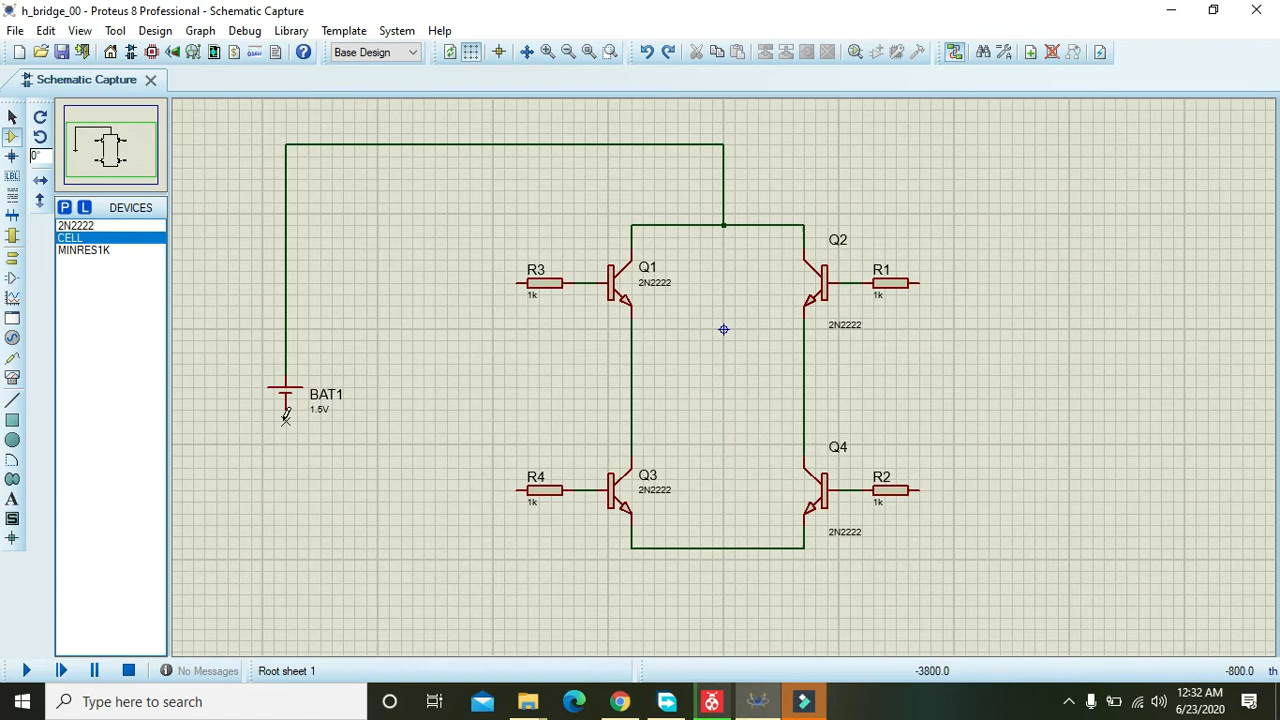 h_bridge_00 - Proteus 8 Professional - Schematic Capture
File Edit View Tool Design Graph Debug Library Template System Help
Base Design
Schematic Capture
0°
LBL
P L DEVICES
2N2222
CELL
MINRES1K
A
S
Q2
R3
1k
Q1
2N2222
R1
1k
2N2222
BAT1
1.5V
Q4
R4
1k
Q3
2N2222
R2
1k
2N2222
No Messages
Root sheet 1
-3800.0
-800.0
th
Type here to search
12:32 AM
6/23/2020